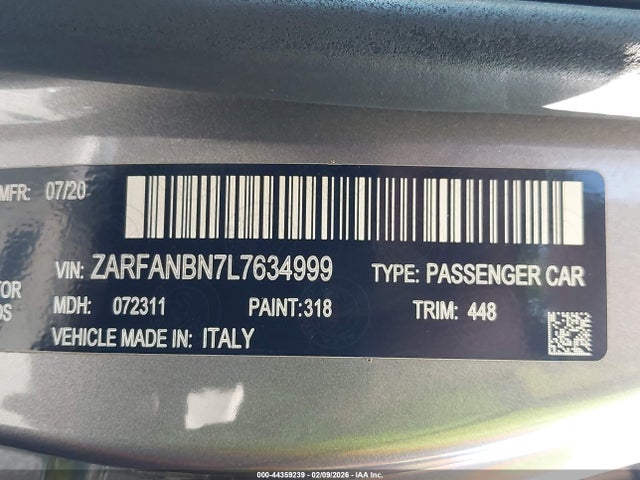 MFR: 07/20
VIN: ZARFANBN7L7634999 TYPE: PASSENGER CAR
MDH: 072311 PAINT:318 TRIM: 448
VEHICLE MADE IN: ITALY
000-44359239 - 02/09/2026 - IAA Inc.